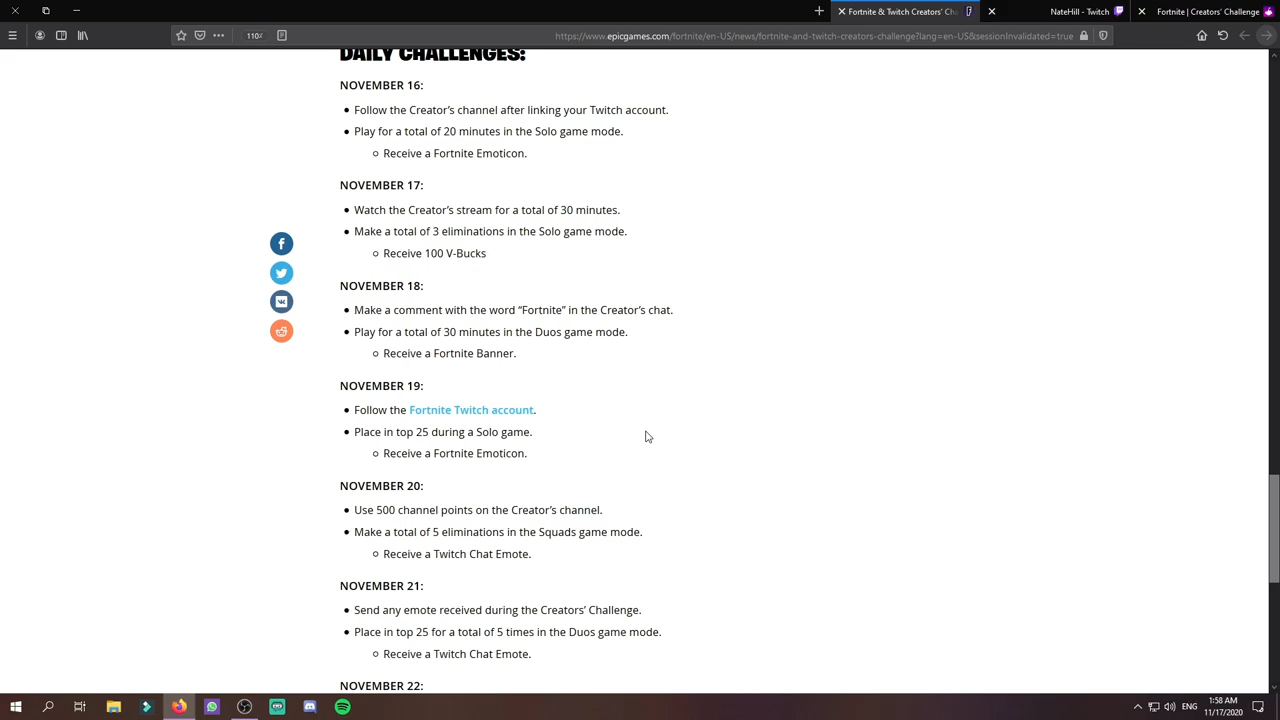 Fortnite & Twitch Creators' Cha
NateHill - Twitch
Fortnite | Creators' Challenge
110%
https://www.epicgames.com/fortnite/en-US/news/fortnite-and-twitch-creators-challenge?lang=en-US&sessionInvalidated=true
DAILY CHALLENGES:
NOVEMBER 16:
Follow the Creator’s channel after linking your Twitch account.
Play for a total of 20 minutes in the Solo game mode.
Receive a Fortnite Emoticon.
NOVEMBER 17:
Watch the Creator’s stream for a total of 30 minutes.
Make a total of 3 eliminations in the Solo game mode.
Receive 100 V-Bucks
NOVEMBER 18:
Make a comment with the word “Fortnite” in the Creator’s chat.
Play for a total of 30 minutes in the Duos game mode.
Receive a Fortnite Banner.
NOVEMBER 19:
Follow the Fortnite Twitch account.
Place in top 25 during a Solo game.
Receive a Fortnite Emoticon.
NOVEMBER 20:
Use 500 channel points on the Creator’s channel.
Make a total of 5 eliminations in the Squads game mode.
Receive a Twitch Chat Emote.
NOVEMBER 21:
Send any emote received during the Creators’ Challenge.
Place in top 25 for a total of 5 times in the Duos game mode.
Receive a Twitch Chat Emote.
NOVEMBER 22:
ENG
1:58 AM
11/17/2020